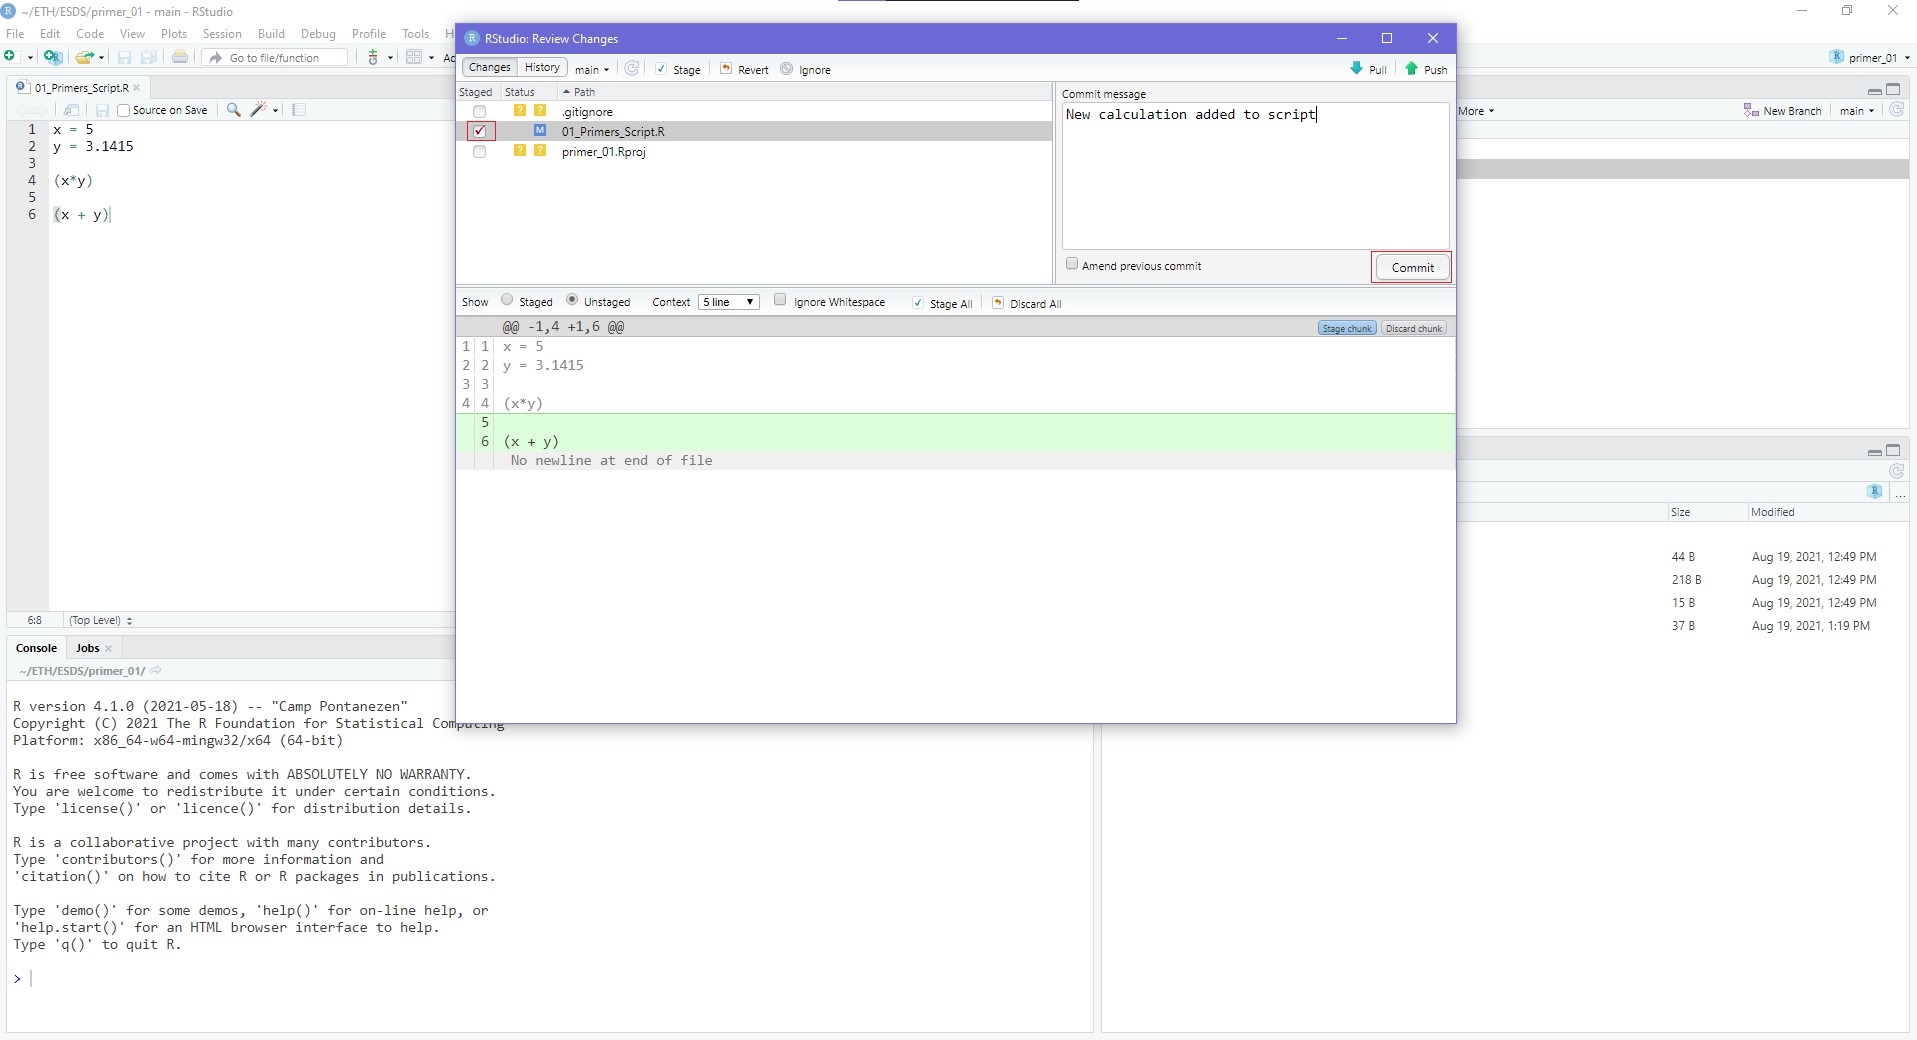 ~/ETH/ESDS/primer_01 - main - RStudio
File Edit Code View Plots Session Build Debug Profile Tools H
Go to file/function
Ad
primer_01
01_Primers_Script.R
Source on Save
1 x = 5
2 y = 3.1415
3
4 (x*y)
5
6 (x + y)
6:8 (Top Level)
Console Jobs
~/ETH/ESDS/primer_01/
R version 4.1.0 (2021-05-18) -- "Camp Pontanezen"
Copyright (C) 2021 The R Foundation for Statistical Computing
Platform: x86_64-w64-mingw32/x64 (64-bit)
R is free software and comes with ABSOLUTELY NO WARRANTY.
You are welcome to redistribute it under certain conditions.
Type 'license()' or 'licence()' for distribution details.
R is a collaborative project with many contributors.
Type 'contributors()' for more information and
'citation()' on how to cite R or R packages in publications.
Type 'demo()' for some demos, 'help()' for on-line help, or
'help.start()' for an HTML browser interface to help.
Type 'q()' to quit R.
>
RStudio: Review Changes
Changes History main Stage Revert Ignore Pull Push
Staged Status Path
? ? .gitignore
M 01_Primers_Script.R
? ? primer_01.Rproj
Commit message
New calculation added to script
Amend previous commit
Commit
Show Staged Unstaged Context 5 line Ignore Whitespace Stage All Discard All
@@ -1,4 +1,6 @@ Stage chunk Discard chunk
1 1 x = 5
2 2 y = 3.1415
3 3
4 4 (x*y)
5
6 (x + y)
No newline at end of file
More New Branch main
...
Size Modified
44 B Aug 19, 2021, 12:49 PM
218 B Aug 19, 2021, 12:49 PM
15 B Aug 19, 2021, 12:49 PM
37 B Aug 19, 2021, 1:19 PM